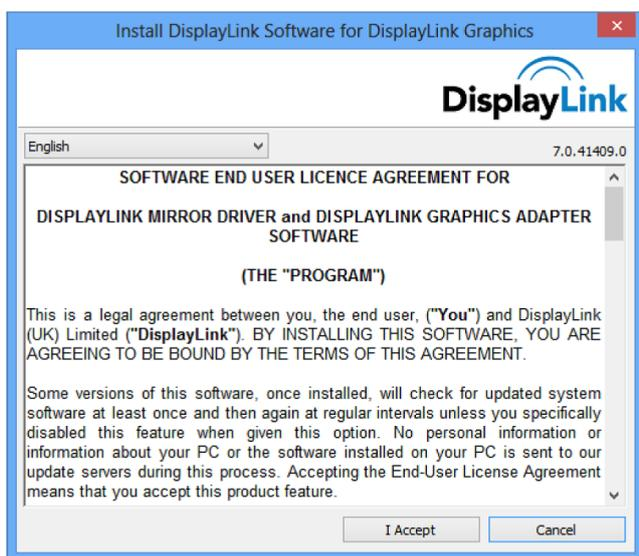 Install DisplayLink Software for DisplayLink Graphics
DisplayLink
English
7.0.41409.0
SOFTWARE END USER LICENCE AGREEMENT FOR
DISPLAYLINK MIRROR DRIVER and DISPLAYLINK GRAPHICS ADAPTER
SOFTWARE
(THE "PROGRAM")
This is a legal agreement between you, the end user, ("You") and DisplayLink
(UK) Limited ("DisplayLink"). BY INSTALLING THIS SOFTWARE, YOU ARE
AGREEING TO BE BOUND BY THE TERMS OF THIS AGREEMENT.
Some versions of this software, once installed, will check for updated system
software at least once and then again at regular intervals unless you specifically
disabled this feature when given this option. No personal information or
information about your PC or the software installed on your PC is sent to our
update servers during this process. Accepting the End-User License Agreement
means that you accept this product feature.
I Accept
Cancel